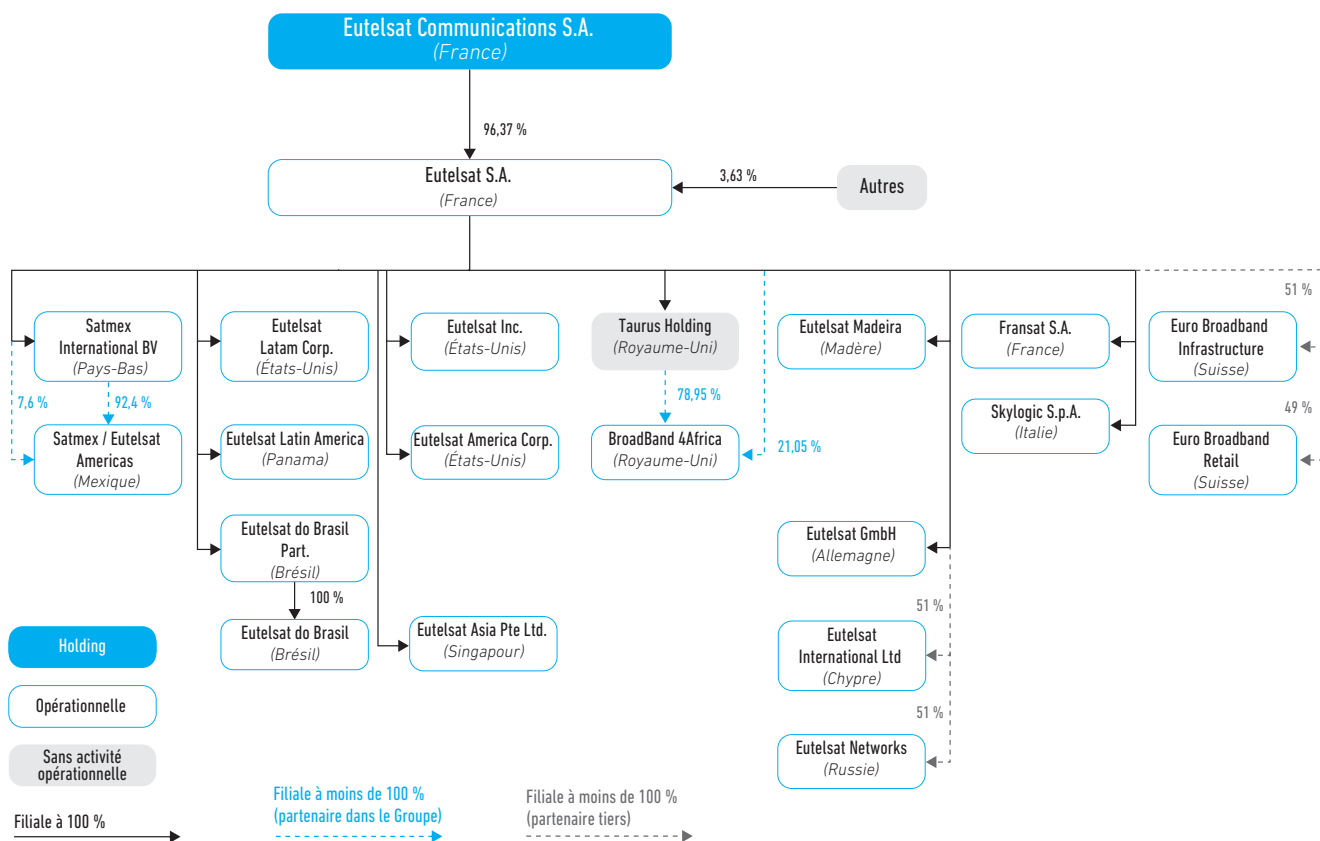 Eutelsat Communications S.A.
(France)
96,37 %
Eutelsat S.A.
(France)
3,63 %
Autres
Satmex
International BV
(Pays-Bas)
7,6 %
92,4 %
Satmex / Eutelsat
Americas
(Mexique)
Eutelsat
Latam Corp.
(États-Unis)
Eutelsat Latin America
(Panama)
Eutelsat do Brasil
Part.
(Brésil)
100 %
Eutelsat do Brasil
(Brésil)
Eutelsat Inc.
(États-Unis)
Eutelsat America Corp.
(États-Unis)
Eutelsat Asia Pte Ltd.
(Singapour)
Taurus Holding
(Royaume-Uni)
78,95 %
BroadBand 4Africa
(Royaume-Uni)
21,05 %
Eutelsat Madeira
(Madère)
Eutelsat GmbH
(Allemagne)
51 %
Eutelsat
International Ltd
(Chypre)
51 %
Eutelsat Networks
(Russie)
Fransat S.A.
(France)
Skylogic S.p.A.
(Italie)
51 %
Euro Broadband
Infrastructure
(Suisse)
49 %
Euro Broadband
Retail
(Suisse)
Holding
Opérationnelle
Sans activité
opérationnelle
Filiale à 100 %
Filiale à moins de 100 %
(partenaire dans le Groupe)
Filiale à moins de 100 %
(partenaire tiers)